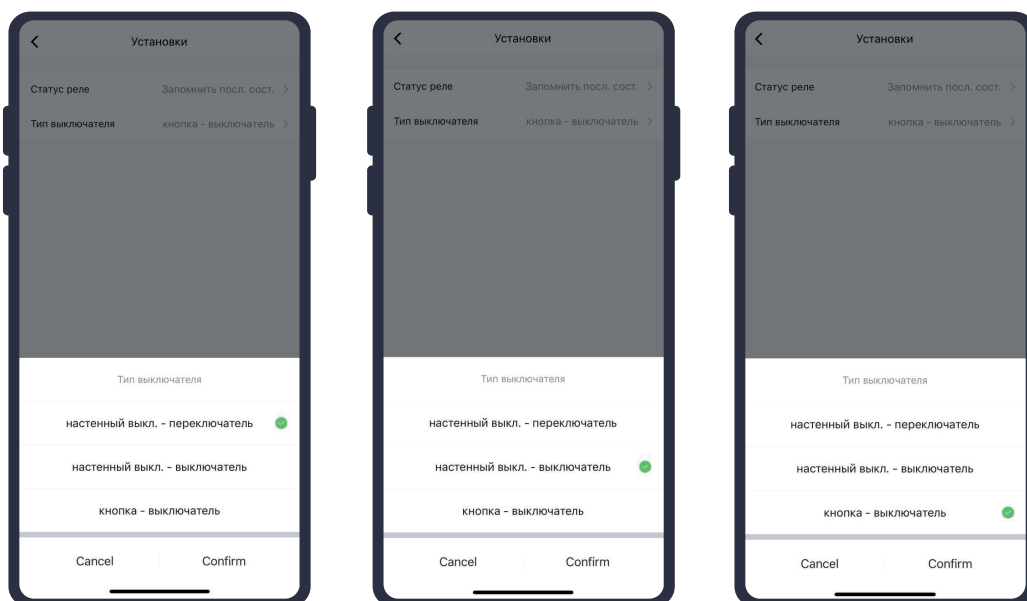 Установки
Статус реле Запомнить посл. сост.
Тип выключателя кнопка - выключатель
Тип выключателя
настенный выкл. - переключатель
настенный выкл. - выключатель
кнопка - выключатель
Cancel Confirm
Установки
Статус реле Запомнить посл. сост.
Тип выключателя кнопка - выключатель
Тип выключателя
настенный выкл. - переключатель
настенный выкл. - выключатель
кнопка - выключатель
Cancel Confirm
Установки
Статус реле Запомнить посл. сост.
Тип выключателя кнопка - выключатель
Тип выключателя
настенный выкл. - переключатель
настенный выкл. - выключатель
кнопка - выключатель
Cancel Confirm